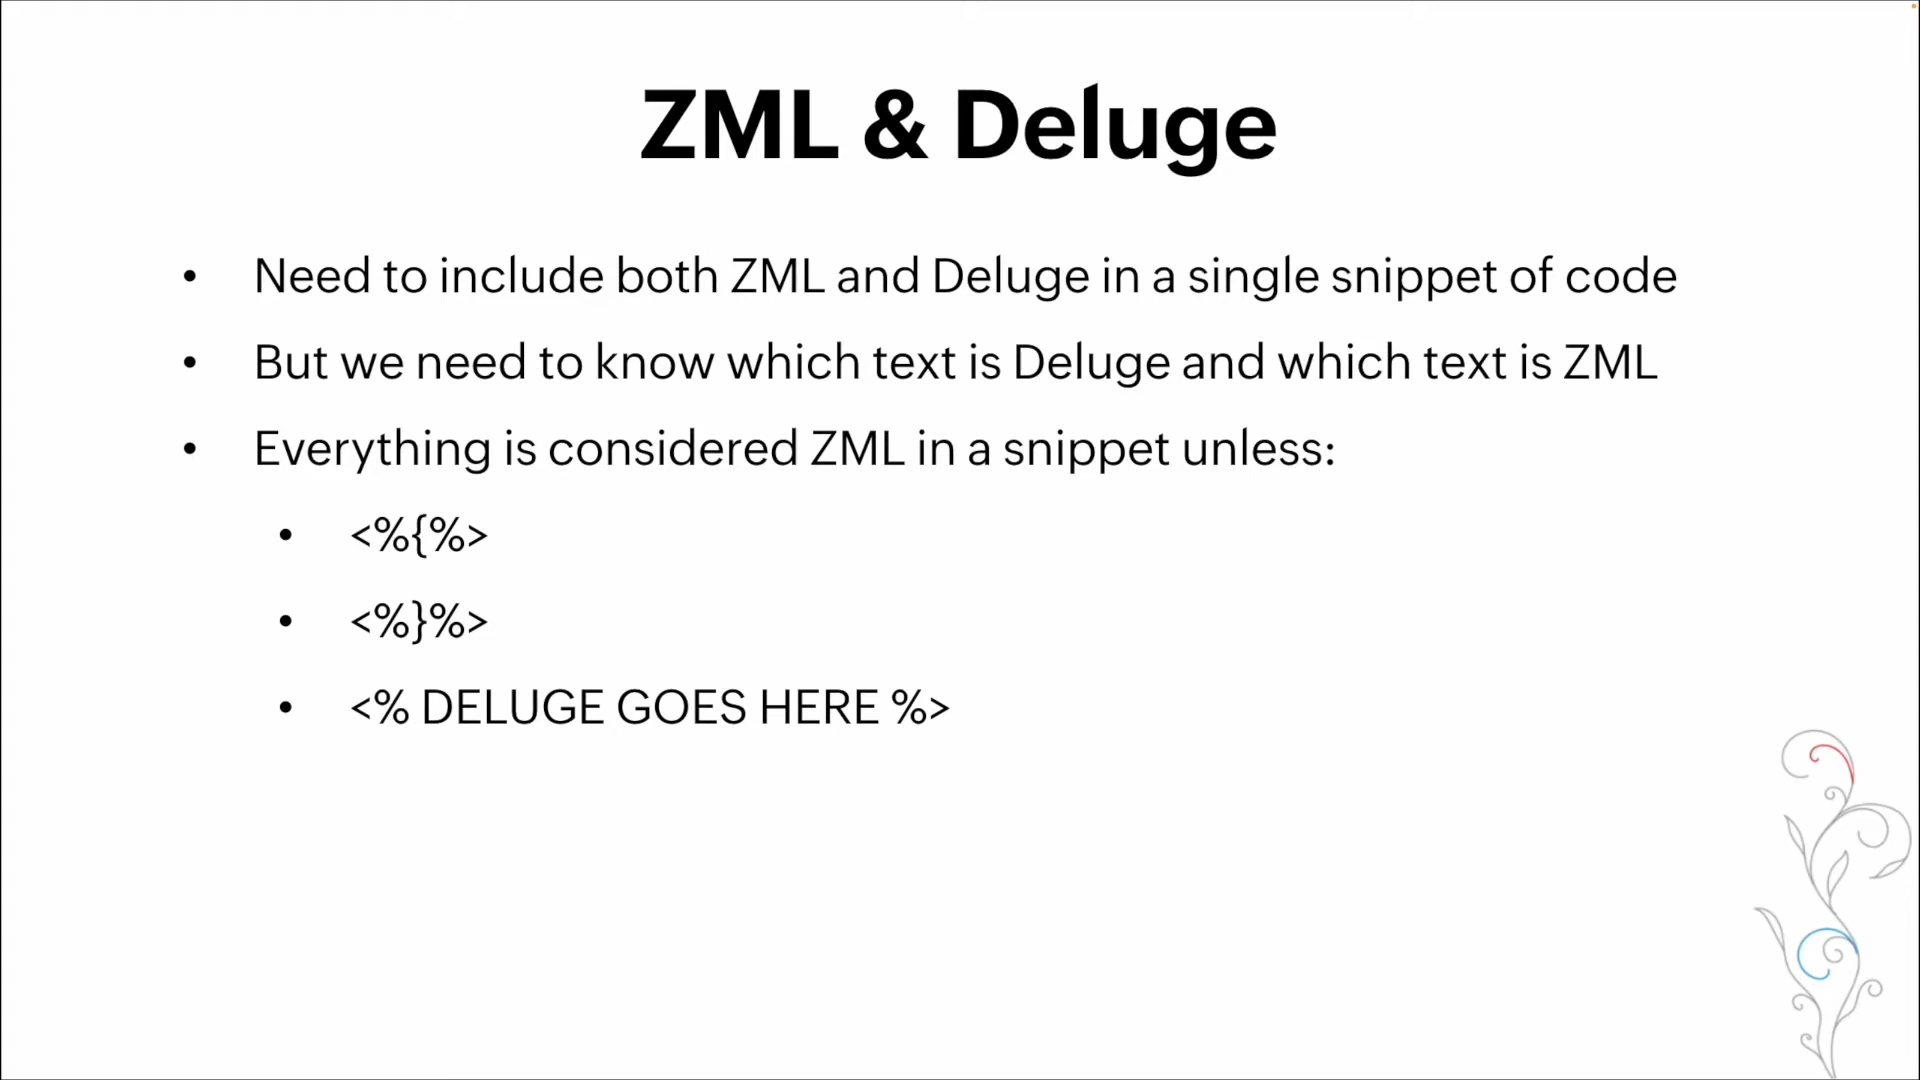 ZML & Deluge
• Need to include both ZML and Deluge in a single snippet of code
• But we need to know which text is Deluge and which text is ZML
• Everything is considered ZML in a snippet unless:
• <%{%>
• <%}%>
• <% DELUGE GOES HERE %>